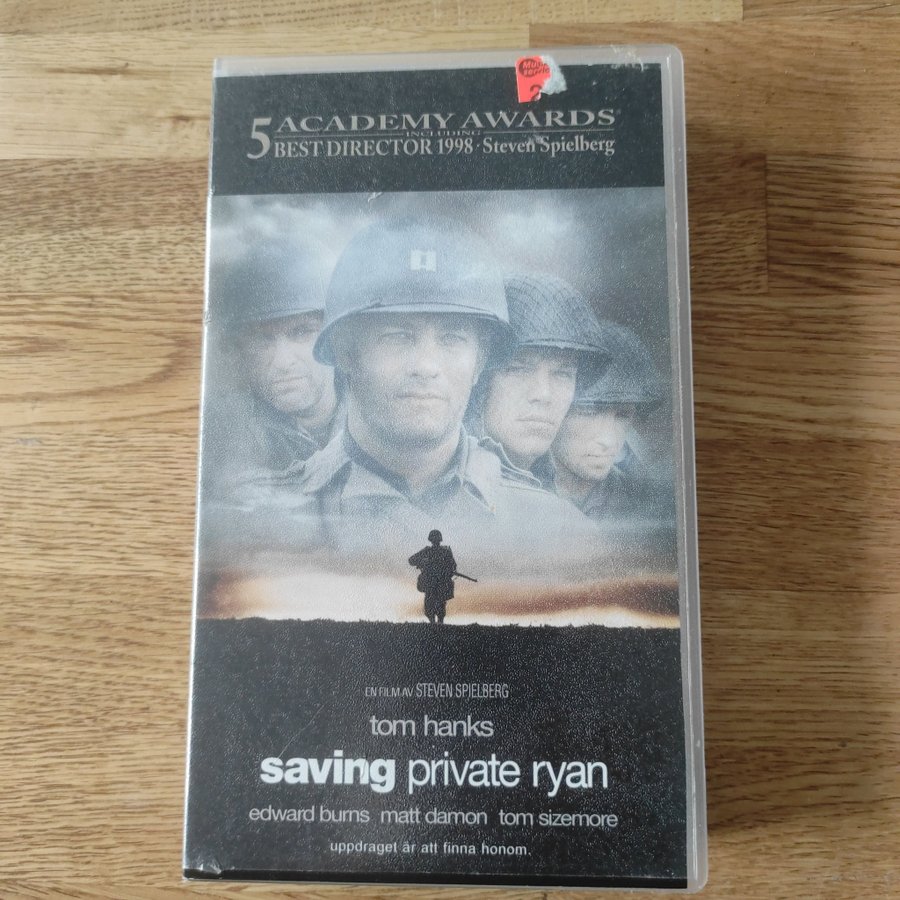 2
5 ACADEMY AWARDS
INCLUDING
BEST DIRECTOR 1998 · Steven Spielberg
EN FILM AV STEVEN SPIELBERG
tom hanks
saving private ryan
edward burns matt damon tom sizemore
uppdraget är att finna honom.